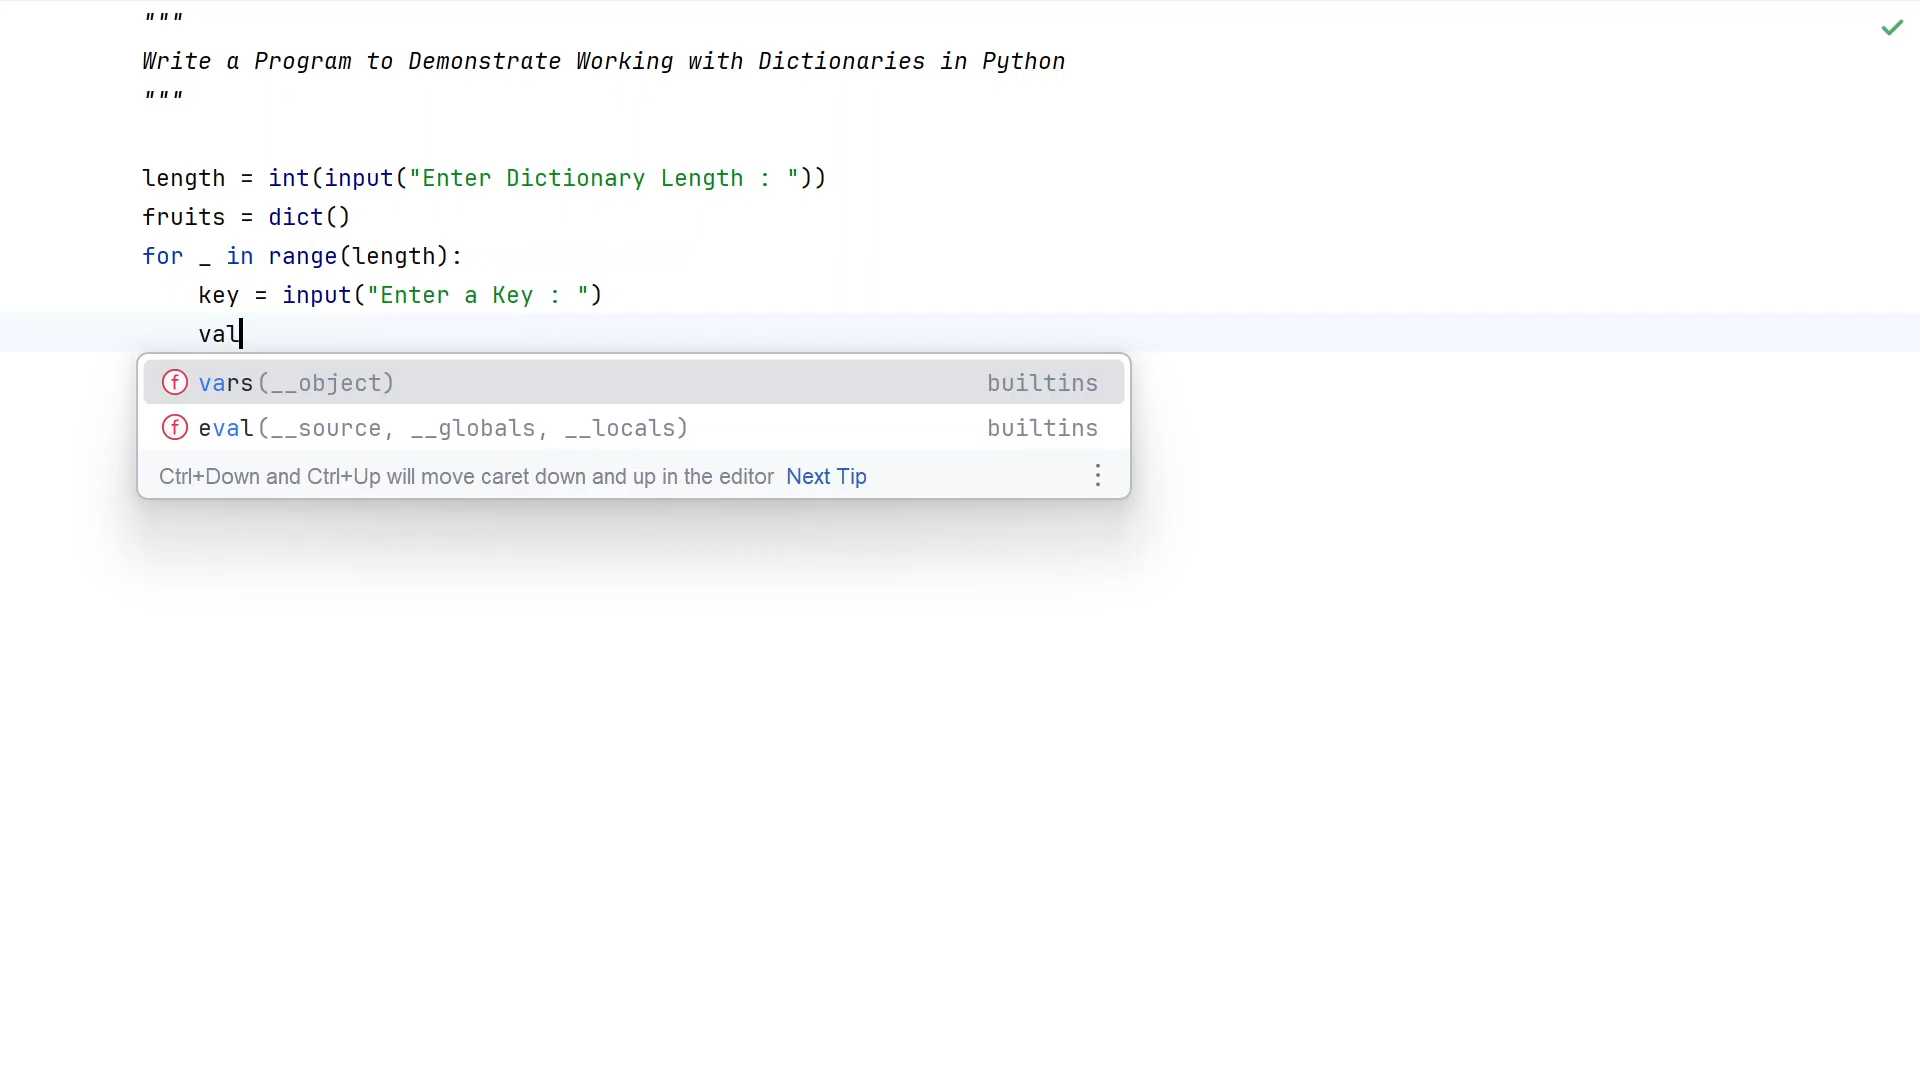 """
Write a Program to Demonstrate Working with Dictionaries in Python
"""
length = int(input("Enter Dictionary Length : "))
fruits = dict()
for _ in range(length):
    key = input("Enter a Key : ")
    val
f vars(__object) builtins
f eval(__source, __globals, __locals) builtins
Ctrl+Down and Ctrl+Up will move caret down and up in the editor Next Tip